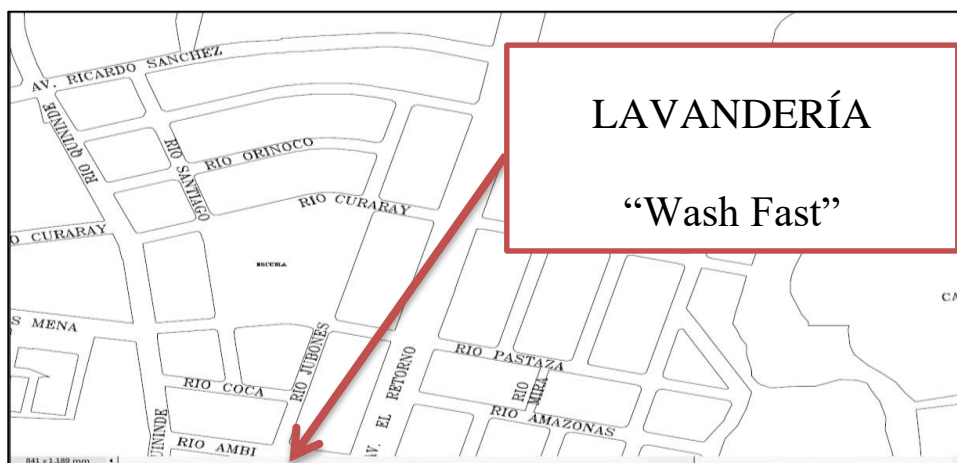 AV. RICARDO SANCHEZ
RIO QUININDE
RIO SANTIAGO
RIO ORINOCO
RIO CURARAY
O CURARAY
ESCUELA
LAVANDERÍA
“Wash Fast”
CA
S MENA
RIO JUBONES
RIO PASTAZA
RIO COCA
AV. EL RETORNO
RIO MIRA
RIO AMAZONAS
UININDE
RIO AMBI
841 x 1.189 mm